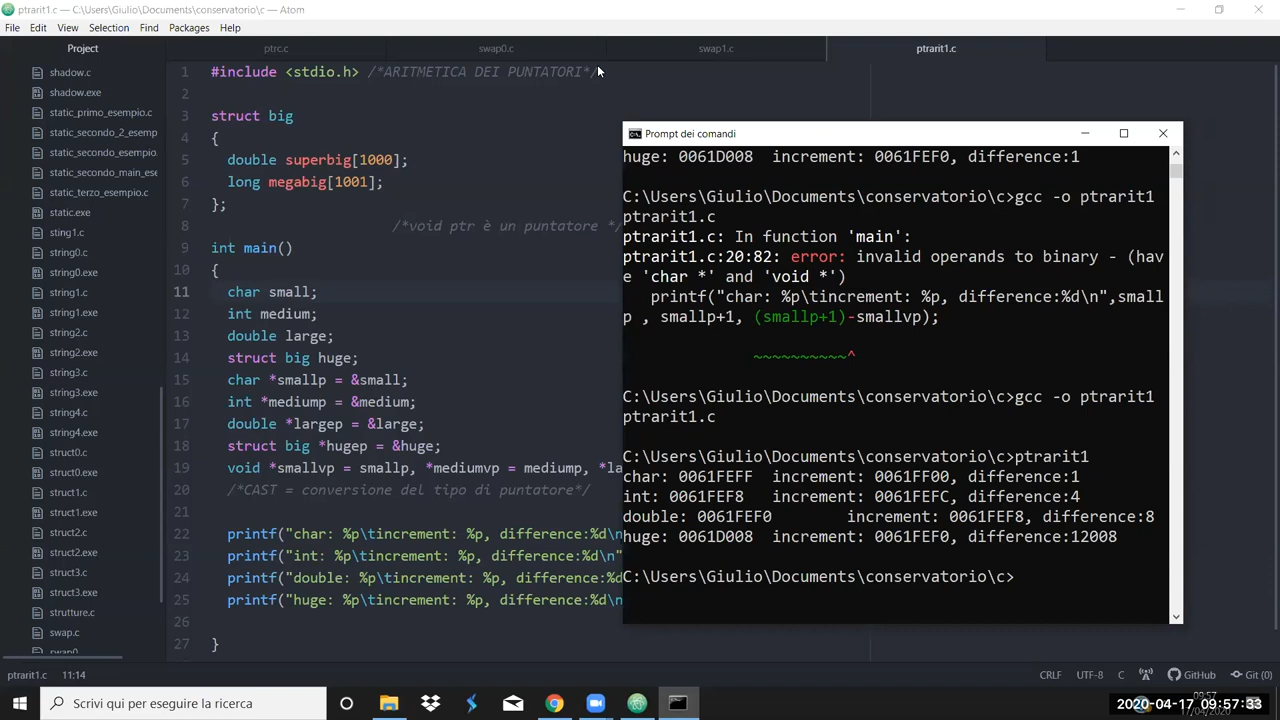 ptrarit1.c — C:\Users\Giulio\Documents\conservatorio\c — Atom
File Edit View Selection Find Packages Help
Project
ptrc.c
swap0.c
swap1.c
ptrarit1.c
shadow.c
shadow.exe
static_primo_esempio.c
static_secondo_2_esemp
static_secondo_esempio.
static_secondo_main_ese
static_terzo_esempio.c
static.exe
sting1.c
string0.c
string0.exe
string1.c
string1.exe
string2.c
string2.exe
string3.c
string3.exe
string4.c
string4.exe
struct0.c
struct0.exe
struct1.c
struct1.exe
struct2.c
struct2.exe
struct3.c
struct3.exe
strutture.c
swap.c
swap0
1 #include <stdio.h> /*ARITMETICA DEI PUNTATORI*/
2
3 struct big
4 {
5 double superbig[1000];
6 long megabig[1001];
7 };
8 /*void ptr è un puntatore */
9 int main()
10 {
11 char small;
12 int medium;
13 double large;
14 struct big huge;
15 char *smallp = &small;
16 int *mediump = &medium;
17 double *largep = &large;
18 struct big *hugep = &huge;
19 void *smallvp = smallp, *mediumvp = mediump, *la
20 /*CAST = conversione del tipo di puntatore*/
21
22 printf("char: %p\tincrement: %p, difference:%d\n
23 printf("int: %p\tincrement: %p, difference:%d\n"
24 printf("double: %p\tincrement: %p, difference:%d
25 printf("huge: %p\tincrement: %p, difference:%d\n
26
27 }
Prompt dei comandi
huge: 0061D008 increment: 0061FEF0, difference:1
C:\Users\Giulio\Documents\conservatorio\c>gcc -o ptrarit1
ptrarit1.c
ptrarit1.c: In function 'main':
ptrarit1.c:20:82: error: invalid operands to binary - (hav
e 'char *' and 'void *')
printf("char: %p\tincrement: %p, difference:%d\n",small
p , smallp+1, (smallp+1)-smallvp);
~~~~~~~~~~^
C:\Users\Giulio\Documents\conservatorio\c>gcc -o ptrarit1
ptrarit1.c
C:\Users\Giulio\Documents\conservatorio\c>ptrarit1
char: 0061FEFF increment: 0061FF00, difference:1
int: 0061FEF8 increment: 0061FEFC, difference:4
double: 0061FEF0 increment: 0061FEF8, difference:8
huge: 0061D008 increment: 0061FEF0, difference:12008
C:\Users\Giulio\Documents\conservatorio\c>
ptrarit1.c 11:14
CRLF UTF-8 C GitHub Git (0)
Scrivi qui per eseguire la ricerca
09:57
17/04/2020
2020-04-17 09:57:33